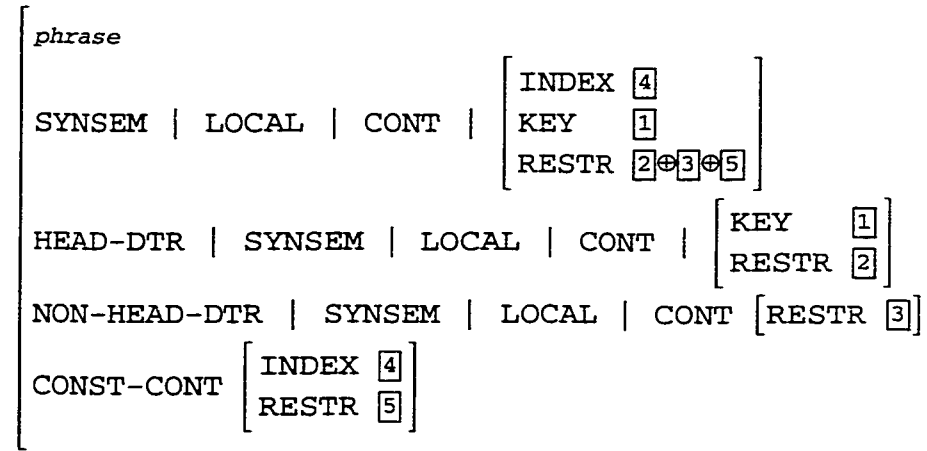 phrase
INDEX 4
SYNSEM | LOCAL | CONT | KEY 1
RESTR 2⊕3⊕5
HEAD-DTR | SYNSEM | LOCAL | CONT | KEY 1
RESTR 2
NON-HEAD-DTR | SYNSEM | LOCAL | CONT [RESTR 3]
CONST-CONT INDEX 4
RESTR 5